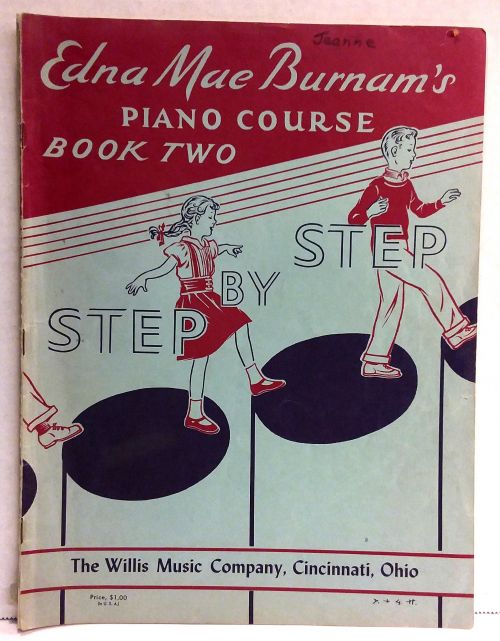 Jeanne
Edna Mae Burnam's
PIANO COURSE
BOOK TWO
STEP
BY
STEP
The Willis Music Company, Cincinnati, Ohio
Price, $1.00
(In U. S. A.)